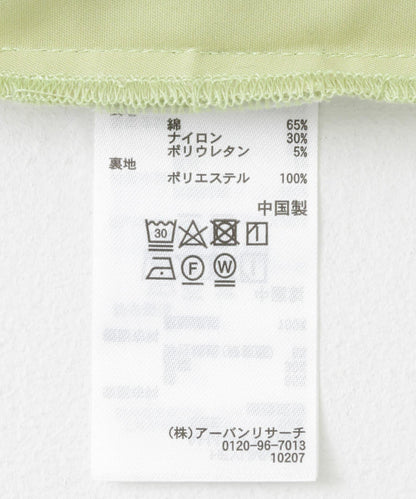 綿 65%
ナイロン 30%
ポリウレタン 5%
裏地
ポリエステル 100%
中国製
30
F W
(株)アーバンリサーチ
0120-96-7013
10207